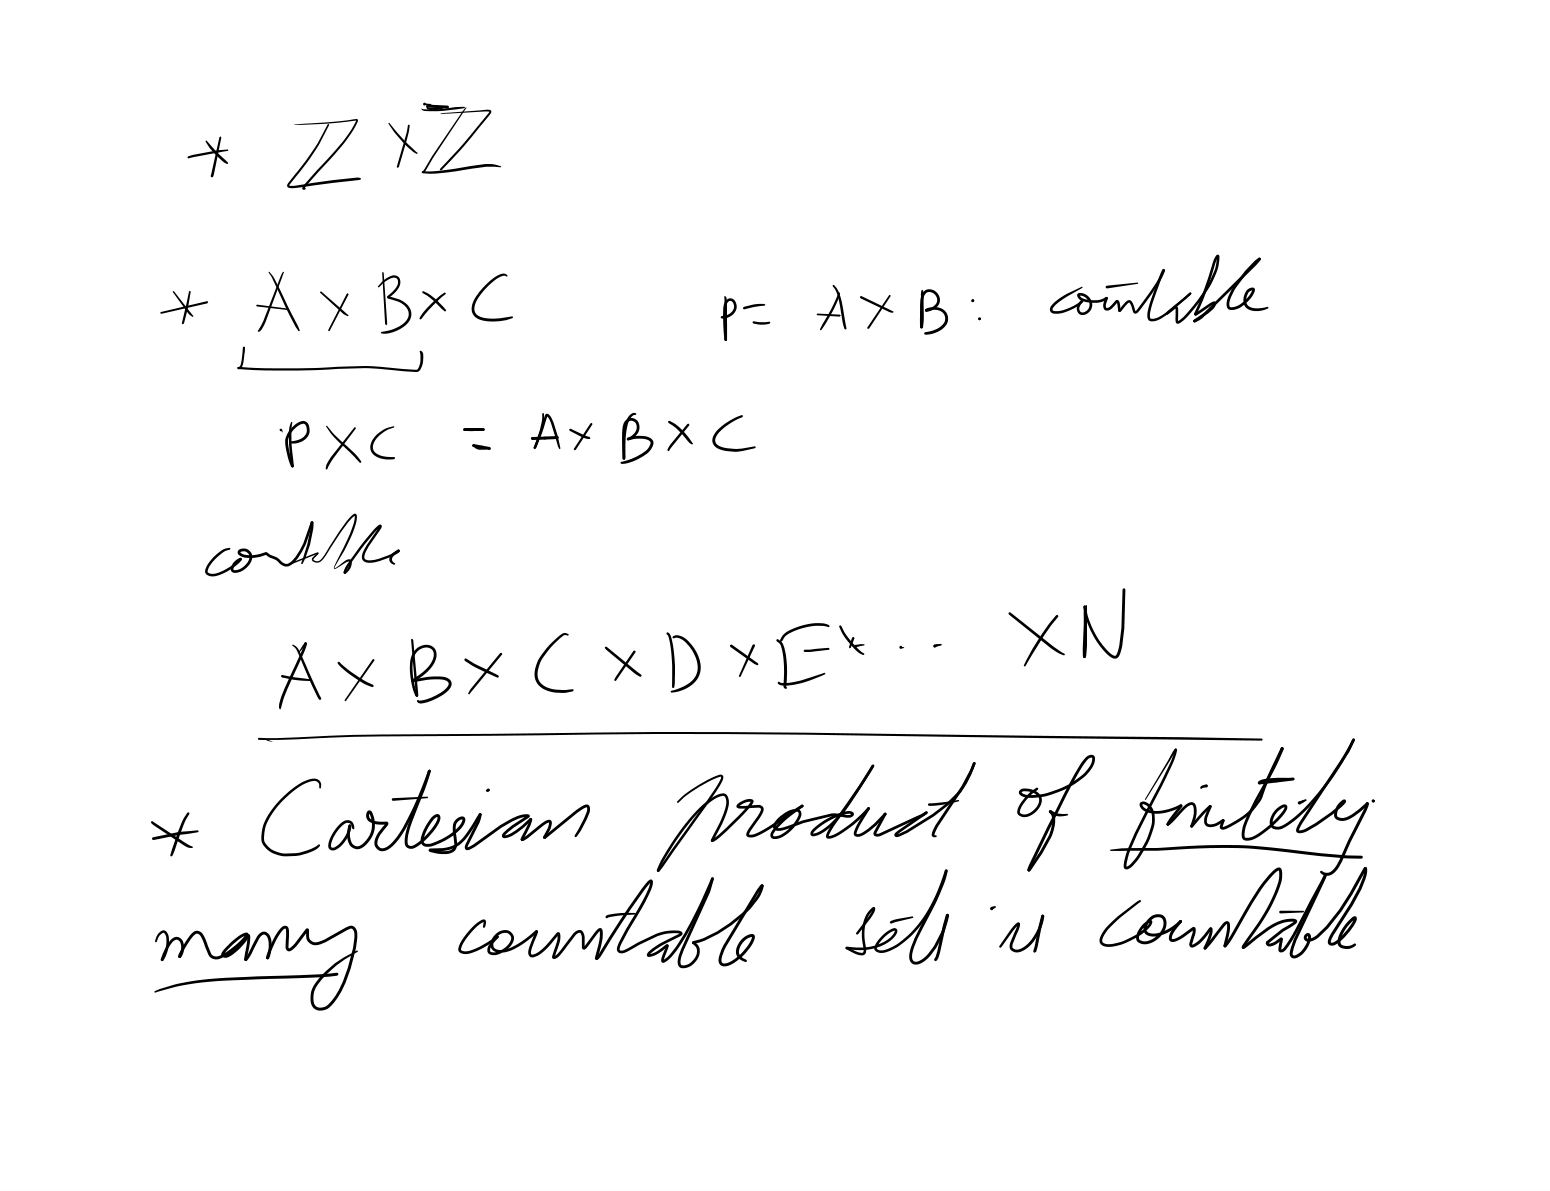 * ℤ × ℤ
* A × B × C P = A × B : countable
P × C = A × B × C
countable
A × B × C × D × E × ... × N
* Cartesian product of finitely
many countable sets is countable